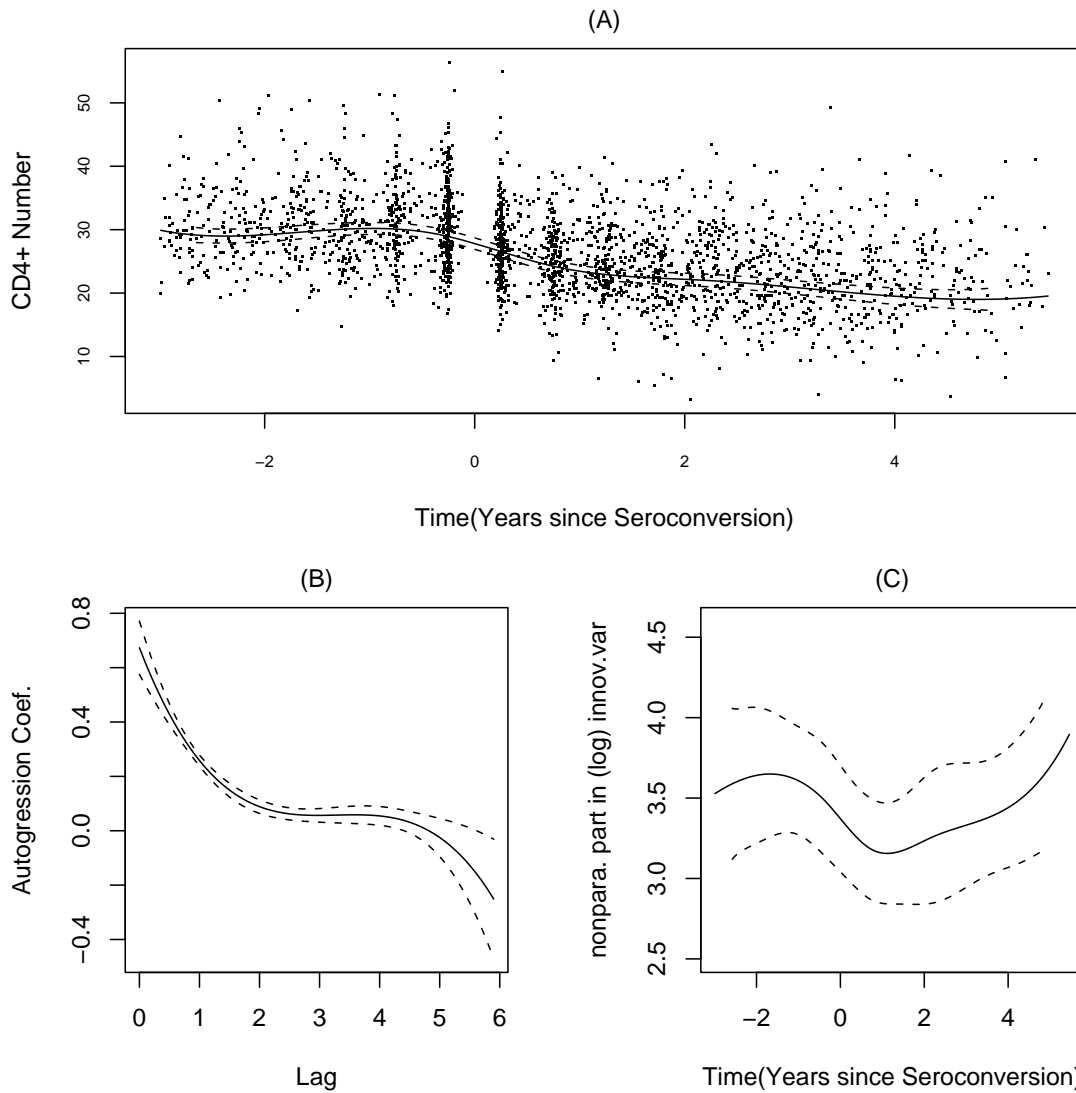 (A)
CD4+ Number
50
40
30
20
10
−2 0 2 4
Time(Years since Seroconversion)
(B)
Autogression Coef.
0.8
0.4
0.0
−0.4
0 1 2 3 4 5 6
Lag
(C)
nonpara. part in (log) innov.var
4.5
4.0
3.5
3.0
2.5
−2 0 2 4
Time(Years since Seroconversion)